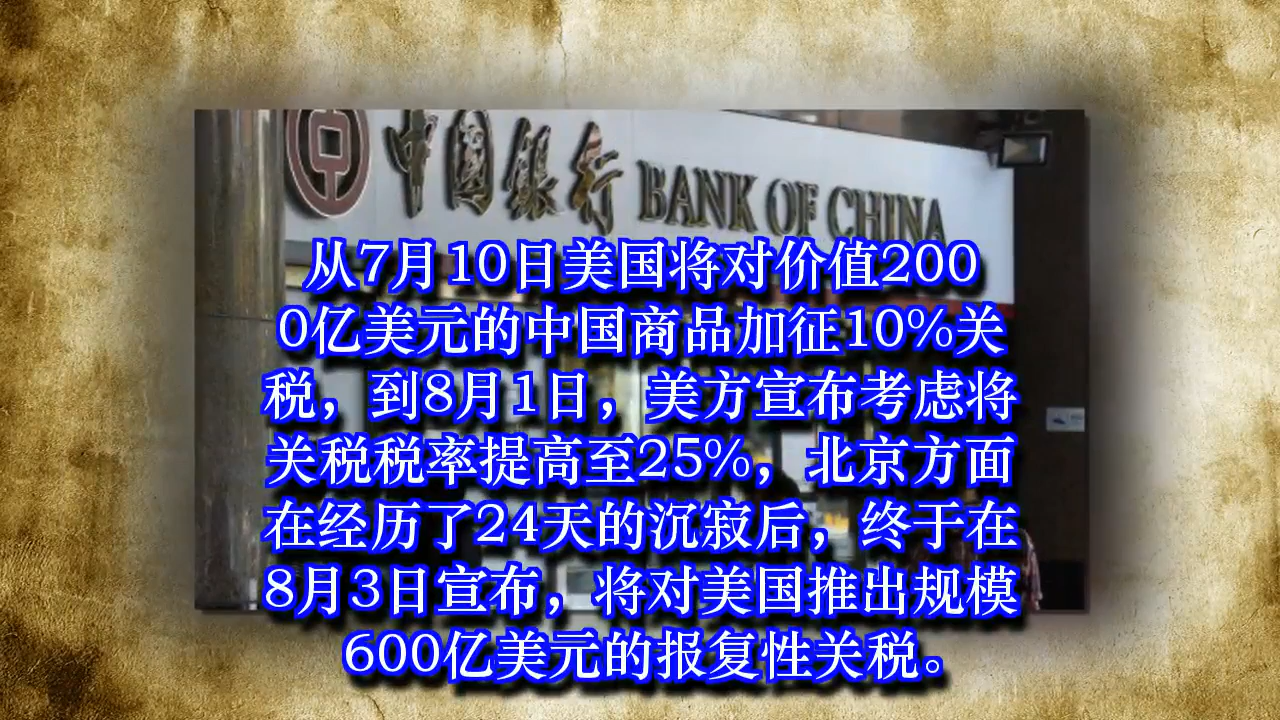 中国银行 BANK OF CHINA
从7月10日美国将对价值200
0亿美元的中国商品加征10%关
税，到8月1日，美方宣布考虑将
关税税率提高至25%，北京方面
在经历了24天的沉寂后，终于在
8月3日宣布，将对美国推出规模
600亿美元的报复性关税。